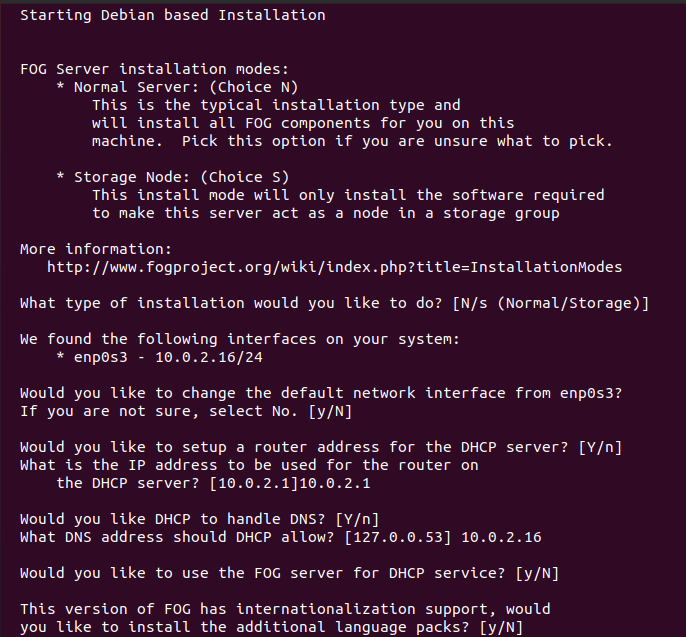 Starting Debian based Installation
FOG Server installation modes:
* Normal Server: (Choice N)
This is the typical installation type and
will install all FOG components for you on this
machine.  Pick this option if you are unsure what to pick.
* Storage Node: (Choice S)
This install mode will only install the software required
to make this server act as a node in a storage group
More information:
http://www.fogproject.org/wiki/index.php?title=InstallationModes
What type of installation would you like to do? [N/s (Normal/Storage)]
We found the following interfaces on your system:
* enp0s3 - 10.0.2.16/24
Would you like to change the default network interface from enp0s3?
If you are not sure, select No. [y/N]
Would you like to setup a router address for the DHCP server? [Y/n]
What is the IP address to be used for the router on
the DHCP server? [10.0.2.1]10.0.2.1
Would you like DHCP to handle DNS? [Y/n]
What DNS address should DHCP allow? [127.0.0.53] 10.0.2.16
Would you like to use the FOG server for DHCP service? [y/N]
This version of FOG has internationalization support, would
you like to install the additional language packs? [y/N]